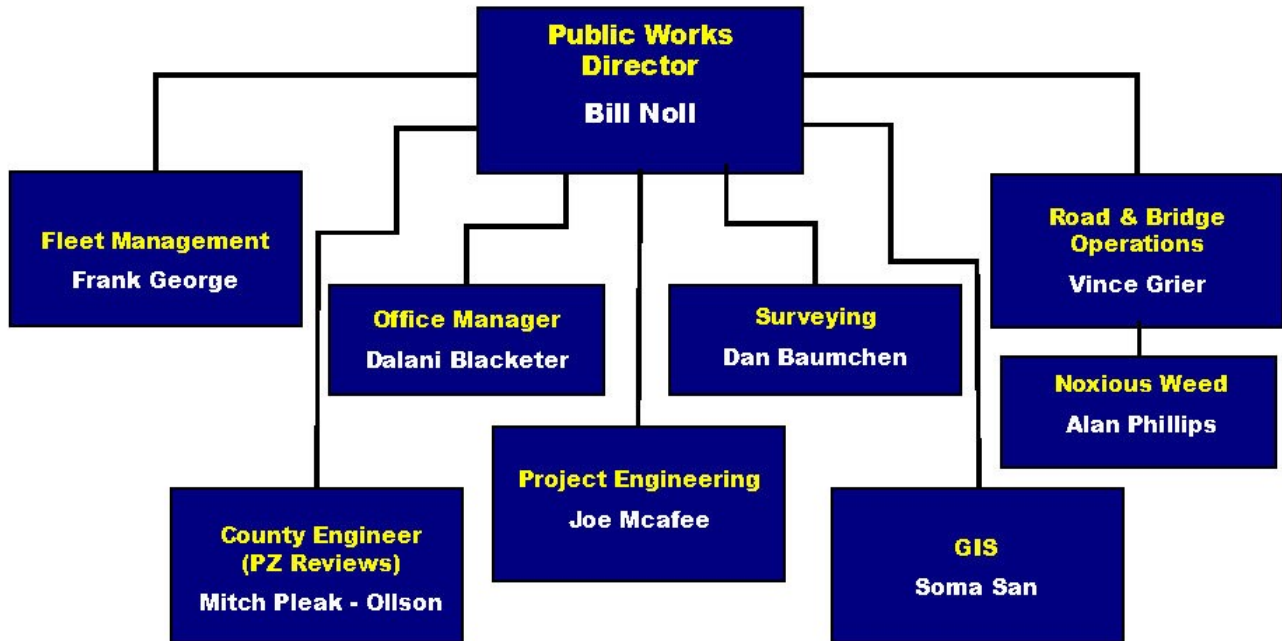 Public Works
Director
Bill Noll
Fleet Management
Frank George
Road & Bridge
Operations
Vince Grier
Office Manager
Dalani Blacketer
Surveying
Dan Baumchen
Noxious Weed
Alan Phillips
Project Engineering
Joe Mcafee
County Engineer
(PZ Reviews)
Mitch Pleak - Ollson
GIS
Soma San